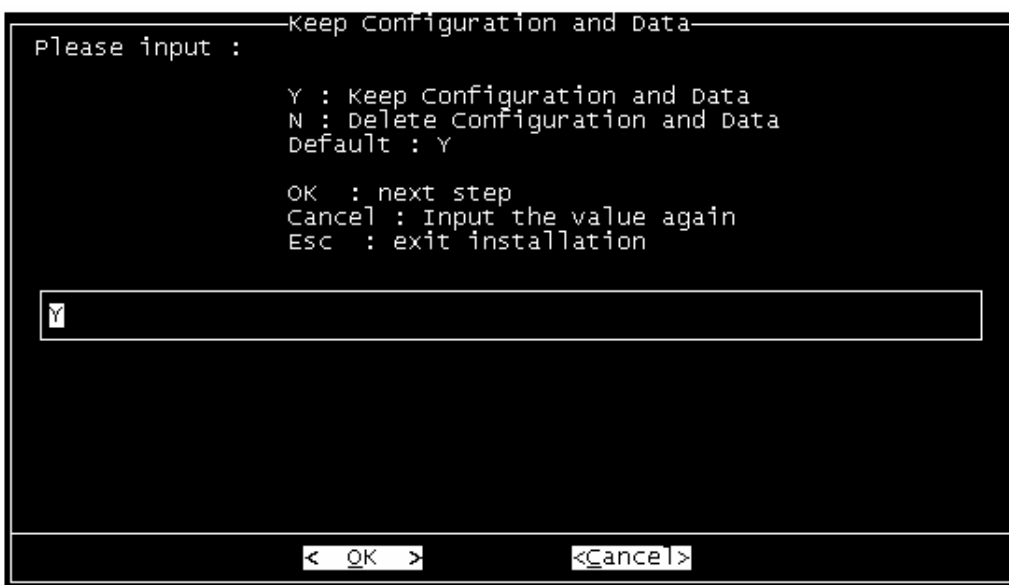 Keep Configuration and Data
Please input :
Y : Keep Configuration and Data
N : Delete Configuration and Data
Default : Y
OK : next step
Cancel : Input the value again
Esc : exit installation
Y
< OK > <Cancel>